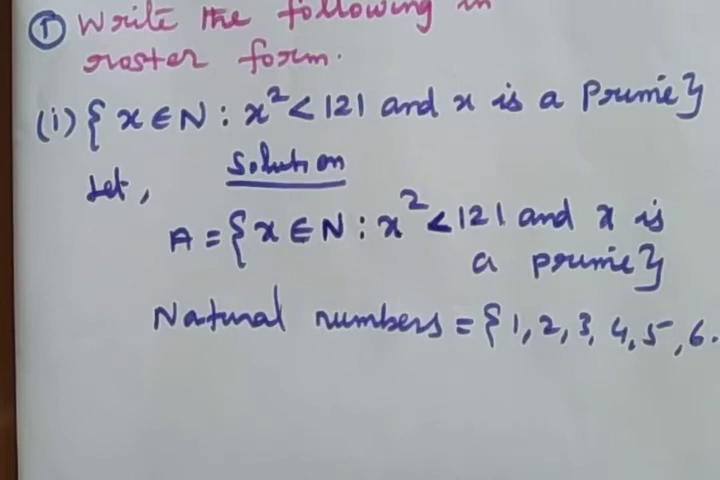 ① Write the following in
roster form.
(i) { x ∈ N : x² < 121 and x is a Prime}
Let, Solution
A = {x ∈ N : x² < 121 and x is
a prime}
Natural numbers = {1, 2, 3, 4, 5, 6.